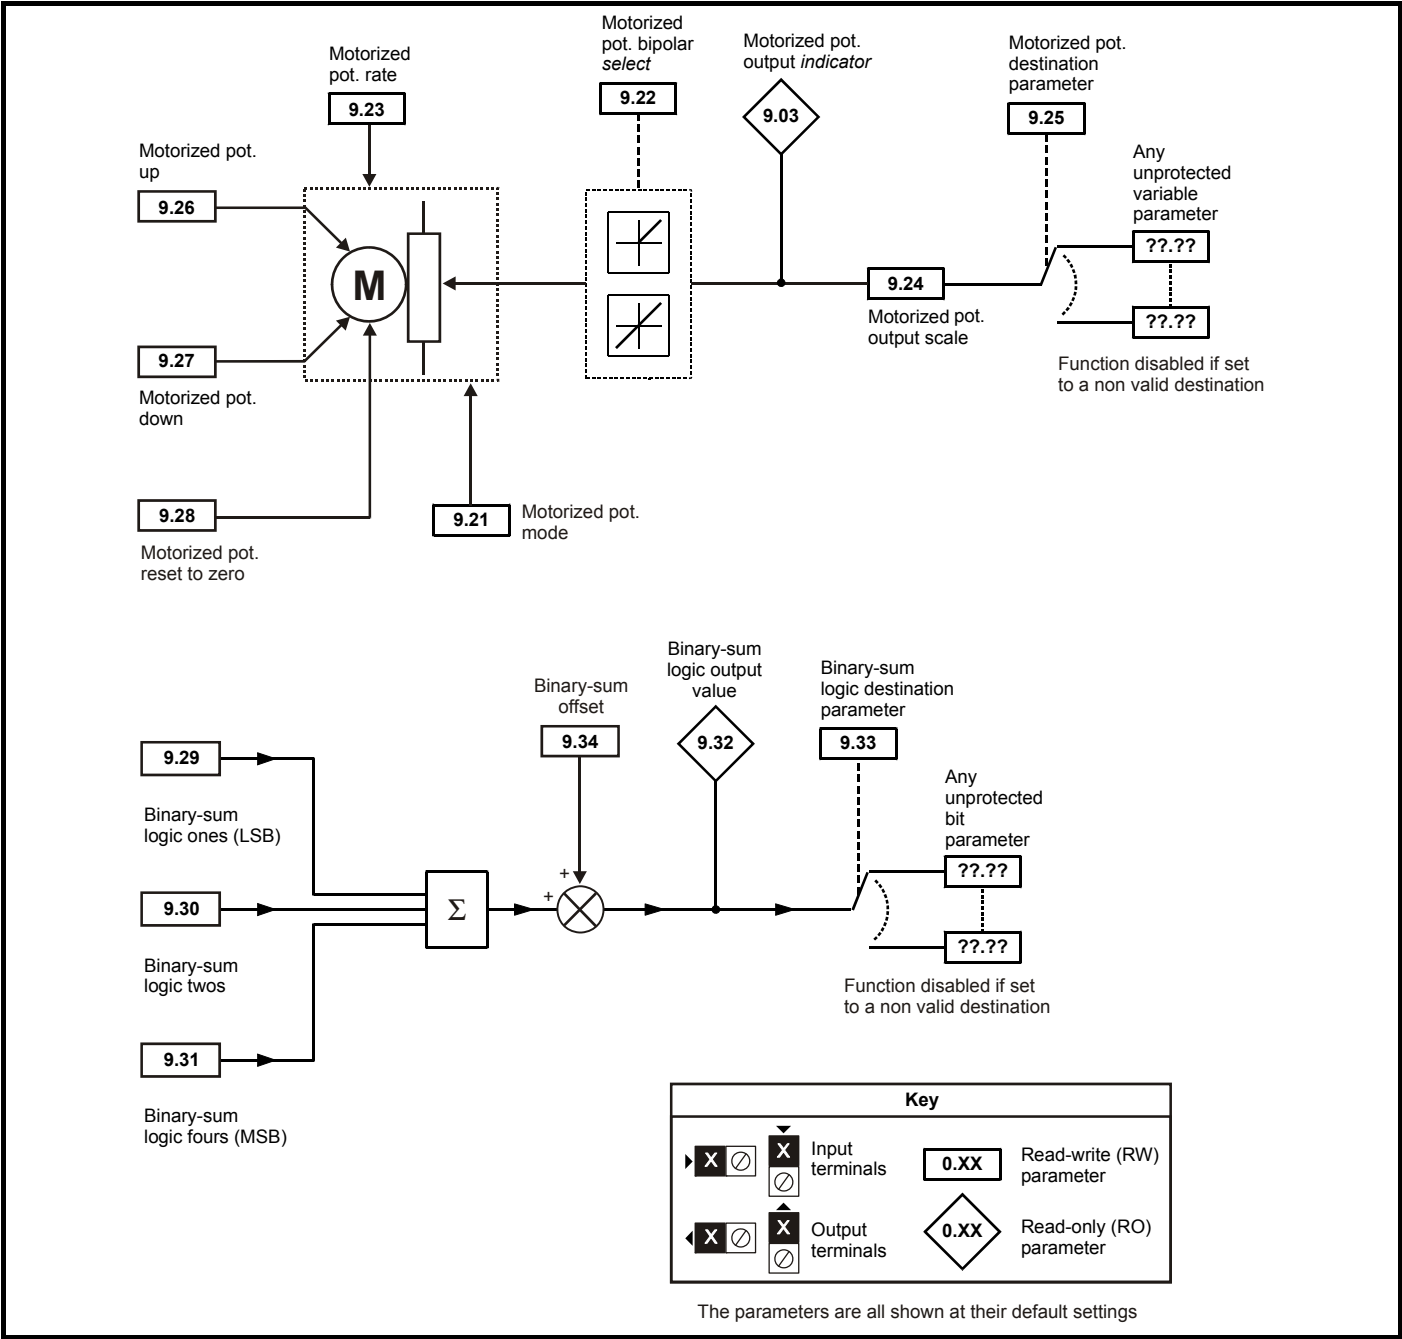 Motorized
pot. rate
9.23
Motorized
pot. bipolar
select
9.22
Motorized pot.
output indicator
9.03
Motorized pot.
destination
parameter
9.25
Any
unprotected
variable
parameter
??.??
??.??
Function disabled if set
to a non valid destination
Motorized pot.
up
9.26
M
9.24
Motorized pot.
output scale
9.27
Motorized pot.
down
9.28
Motorized pot.
reset to zero
9.21
Motorized pot.
mode
Binary-sum
offset
9.34
Binary-sum
logic output
value
9.32
Binary-sum
logic destination
parameter
9.33
Any
unprotected
bit
parameter
??.??
??.??
Function disabled if set
to a non valid destination
9.29
Binary-sum
logic ones (LSB)
9.30
Σ
+
+
Binary-sum
logic twos
9.31
Binary-sum
logic fours (MSB)
Key
X
X
Input
terminals
0.XX
Read-write (RW)
parameter
X
X
Output
terminals
0.XX
Read-only (RO)
parameter
The parameters are all shown at their default settings